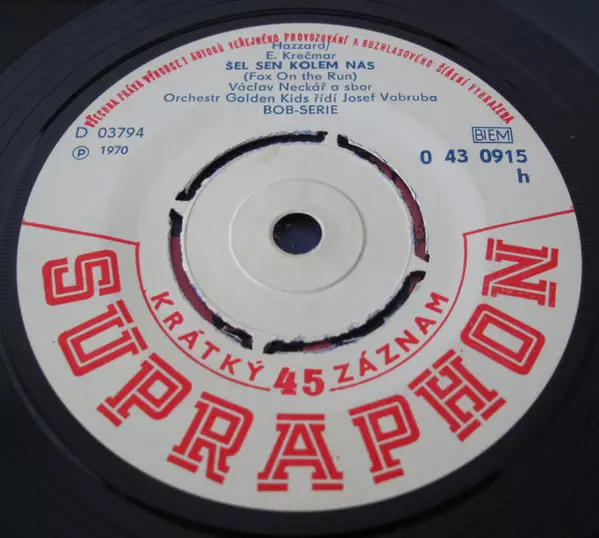 VŠECHNA PRÁVA VÝROBCE I AUTORŮ VEŘEJNÉHO PROVOZOVÁNÍ A ROZHLASOVÉHO ŠÍŘENÍ VYHRAŽENA
Hazzard/
E. Krečmar
ŠEL SEN KOLEM NÁS
(Fox On the Run)
Václav Neckář a sbor
Orchestr Golden Kids řídí Josef Vobruba
BOB-SERIE
D 03794
Ⓟ 1970
BIEM
0 43 0915
h
KRÁTKÝ 45 ZÁZNAM
SUPRAPHON